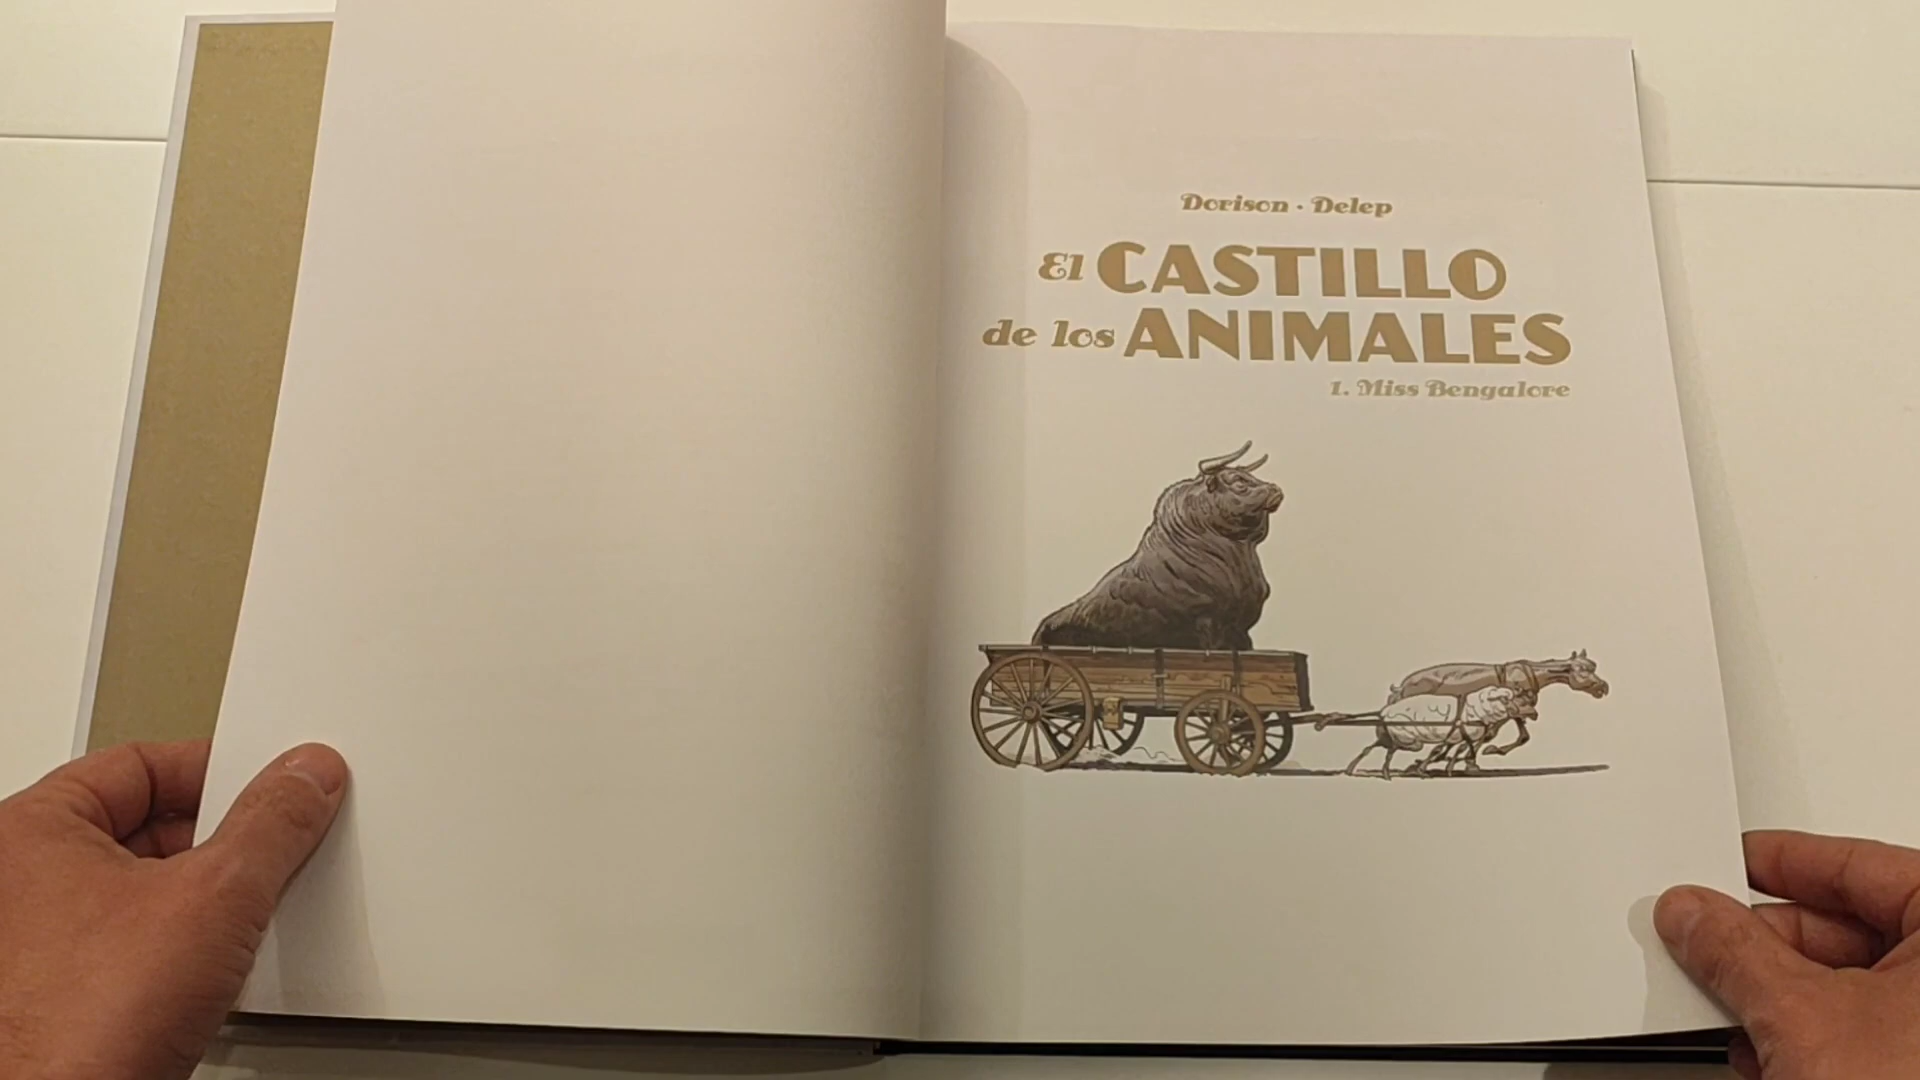 Dorison · Delep
El CASTILLO
de los ANIMALES
1. Miss Bengalore